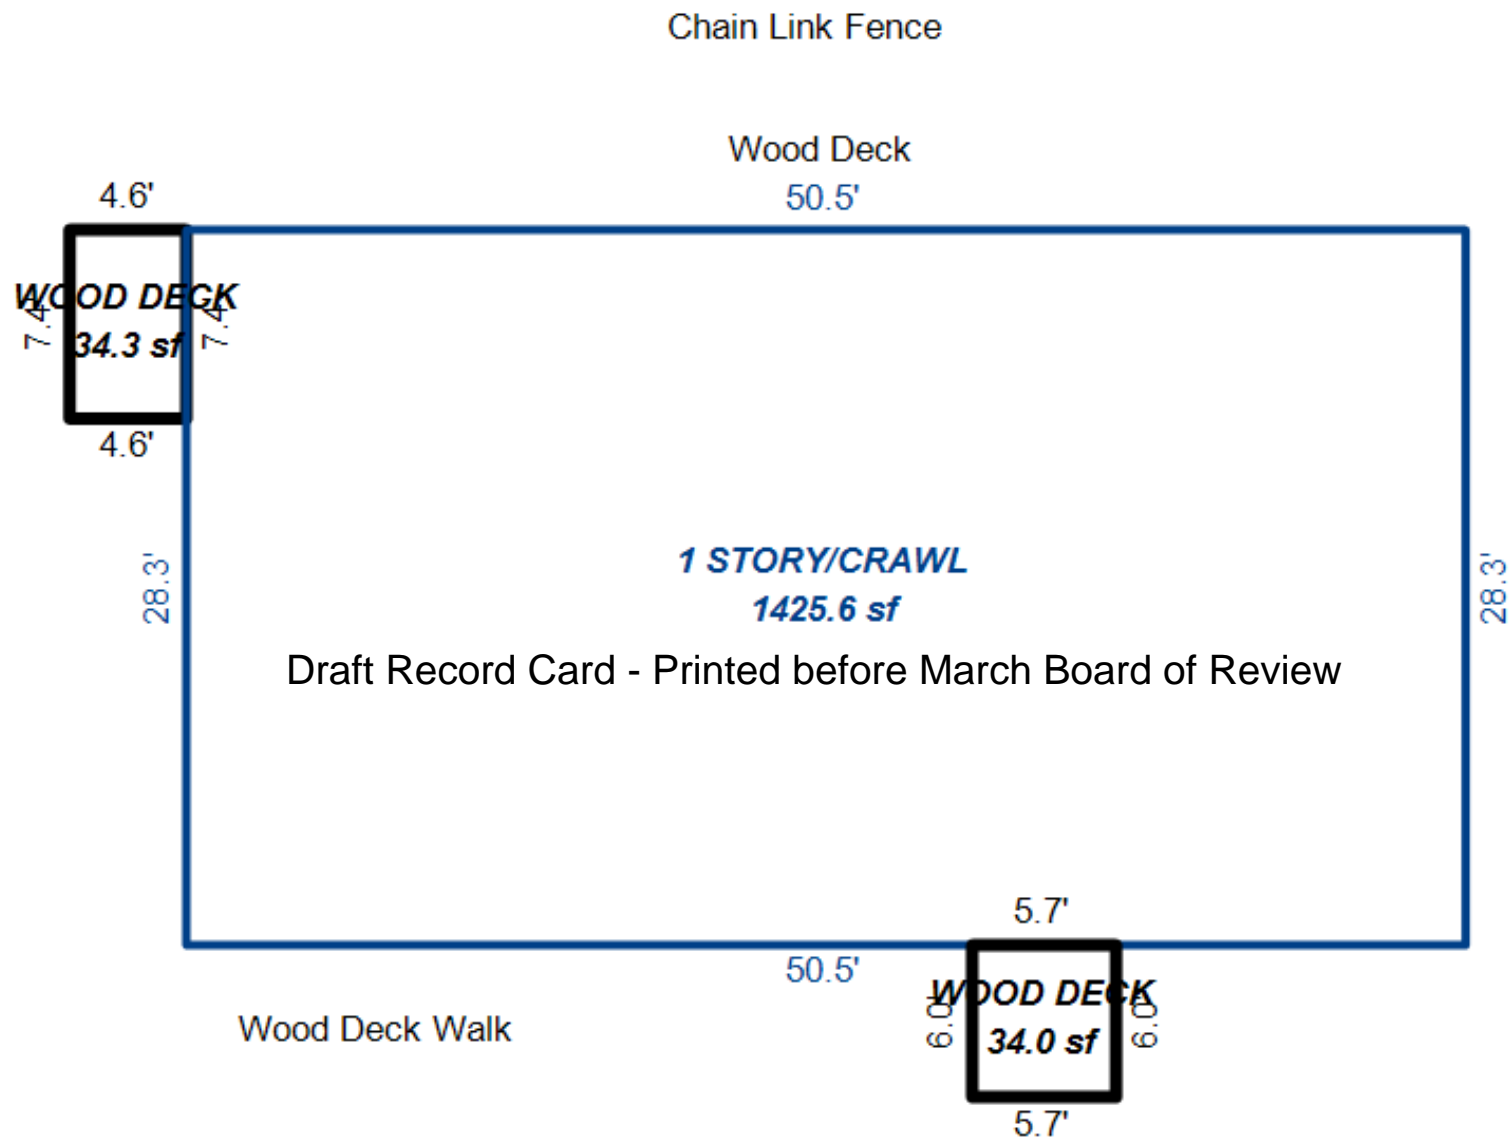 Chain Link Fence
Wood Deck
4.6'
50.5'
WOOD DECK
7.4'
34.3 sf
7.4'
4.6'
28.3'
1 STORY/CRAWL
28.3'
1425.6 sf
Draft Record Card - Printed before March Board of Review
5.7'
50.5'
WOOD DECK
6.0'
34.0 sf
6.0'
Wood Deck Walk
5.7'